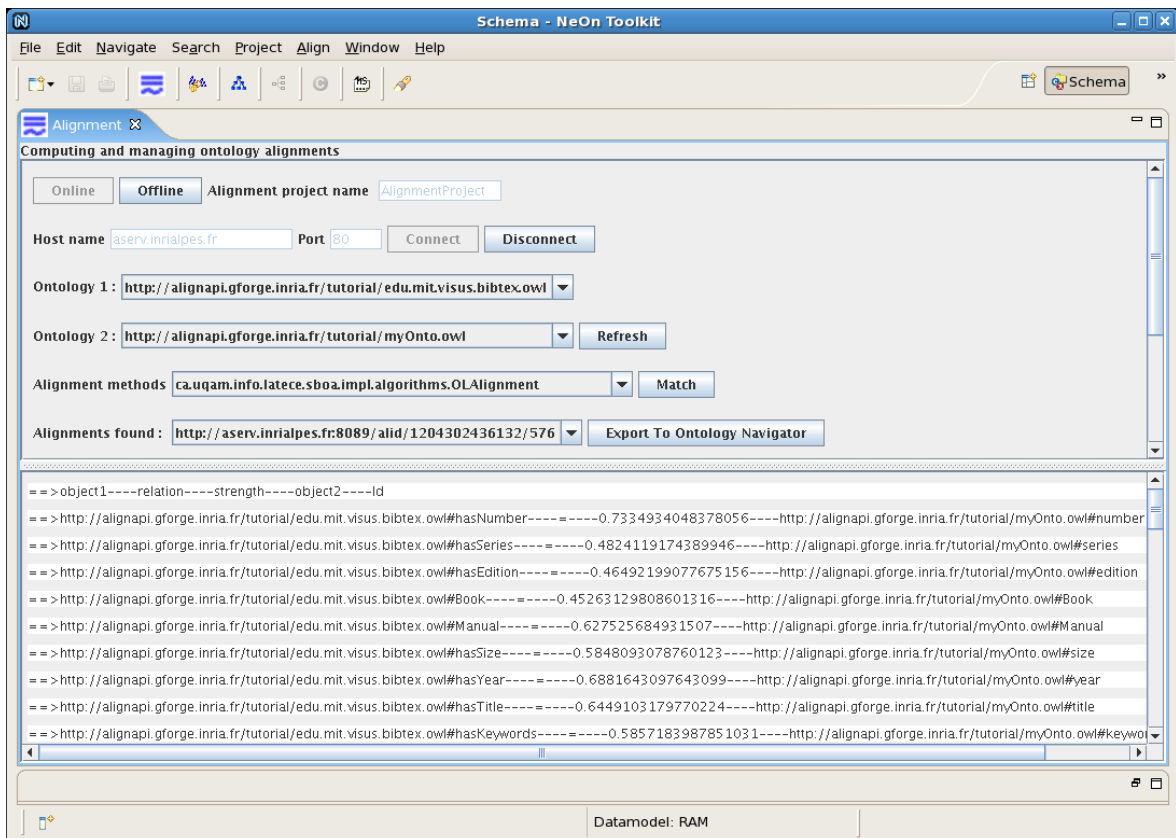 Schema - NeOn Toolkit
File Edit Navigate Search Project Align Window Help
Schema »
Alignment
Computing and managing ontology alignments
Online Offline Alignment project name AlignmentProject
Host name aserv.inrialpes.fr Port 80 Connect Disconnect
Ontology 1 : http://alignapi.gforge.inria.fr/tutorial/edu.mit.visus.bibtex.owl
Ontology 2 : http://alignapi.gforge.inria.fr/tutorial/myOnto.owl Refresh
Alignment methods ca.uqam.info.latece.sboa.impl.algorithms.OLAlignment Match
Alignments found : http://aserv.inrialpes.fr:8089/alid/1204302436132/576 Export To Ontology Navigator
==>object1----relation----strength----object2----Id
==>http://alignapi.gforge.inria.fr/tutorial/edu.mit.visus.bibtex.owl#hasNumber----=----0.7334934048378056----http://alignapi.gforge.inria.fr/tutorial/myOnto.owl#number
==>http://alignapi.gforge.inria.fr/tutorial/edu.mit.visus.bibtex.owl#hasSeries----=----0.4824119174389946----http://alignapi.gforge.inria.fr/tutorial/myOnto.owl#series
==>http://alignapi.gforge.inria.fr/tutorial/edu.mit.visus.bibtex.owl#hasEdition----=----0.46492199077675156----http://alignapi.gforge.inria.fr/tutorial/myOnto.owl#edition
==>http://alignapi.gforge.inria.fr/tutorial/edu.mit.visus.bibtex.owl#Book----=----0.45263129808601316----http://alignapi.gforge.inria.fr/tutorial/myOnto.owl#Book
==>http://alignapi.gforge.inria.fr/tutorial/edu.mit.visus.bibtex.owl#Manual----=----0.627525684931507----http://alignapi.gforge.inria.fr/tutorial/myOnto.owl#Manual
==>http://alignapi.gforge.inria.fr/tutorial/edu.mit.visus.bibtex.owl#hasSize----=----0.5848093078760123----http://alignapi.gforge.inria.fr/tutorial/myOnto.owl#size
==>http://alignapi.gforge.inria.fr/tutorial/edu.mit.visus.bibtex.owl#hasYear----=----0.6881643097643099----http://alignapi.gforge.inria.fr/tutorial/myOnto.owl#year
==>http://alignapi.gforge.inria.fr/tutorial/edu.mit.visus.bibtex.owl#hasTitle----=----0.6449103179770224----http://alignapi.gforge.inria.fr/tutorial/myOnto.owl#title
==>http://alignapi.gforge.inria.fr/tutorial/edu.mit.visus.bibtex.owl#hasKeywords----=----0.5857183987851031----http://alignapi.gforge.inria.fr/tutorial/myOnto.owl#keywo
Datamodel: RAM